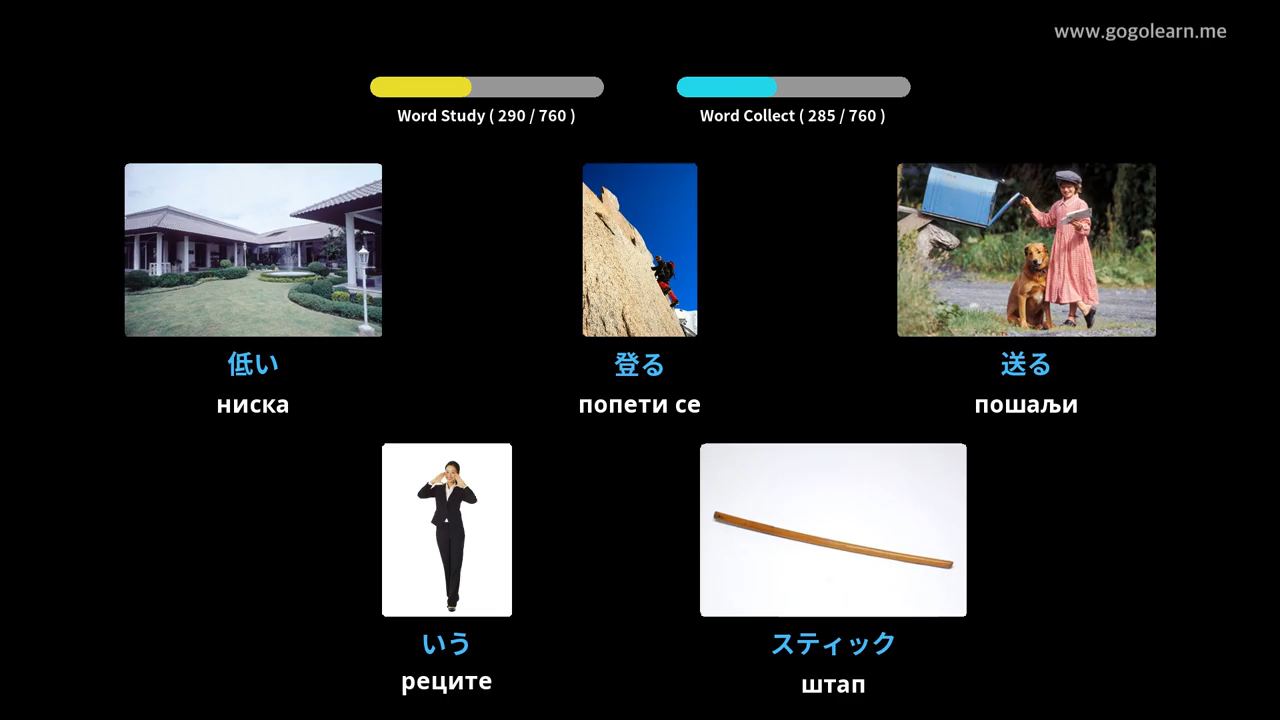 www.gogolearn.me
Word Study ( 290 / 760 )
Word Collect ( 285 / 760 )
低い
ниска
登る
попети се
送る
пошаљи
いう
реците
スティック
штап